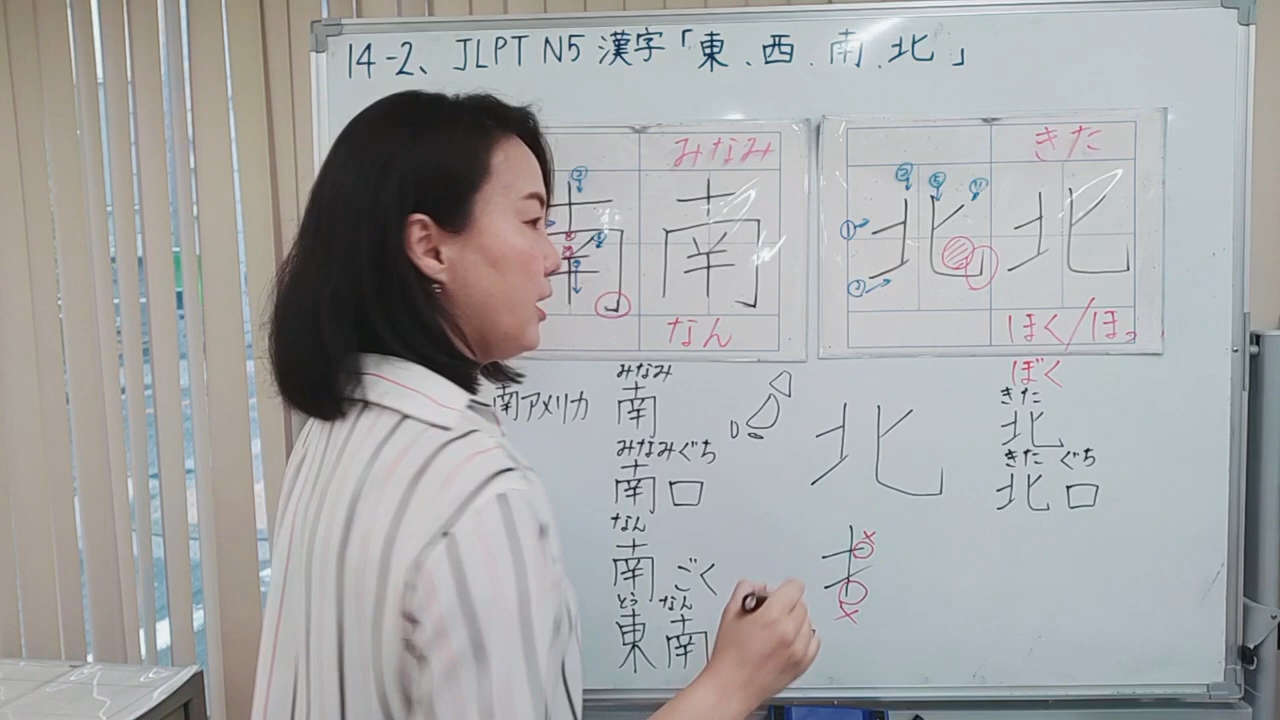 14-2、JLPT N5 漢字「東、西、南、北」
みなみ
南 南
なん
きた
北 北
ほく/ほっ
ぼく
南アメリカ
みなみ
南
みなみぐち
南口
なん
南ごく
とう なん
東南
北
きた
北
きた ぐち
北口